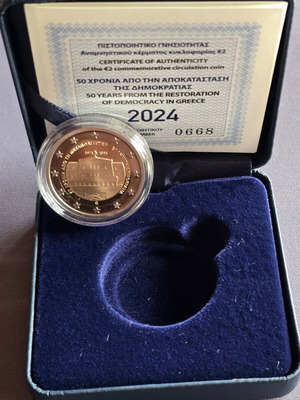 ΠΙΣΤΟΠΟΙΗΤΙΚΟ ΓΝΗΣΙΟΤΗΤΑΣ
Αναμνηστικού κέρματος κυκλοφορίας €2
CERTIFICATE OF AUTHENTICITY
of the €2 commemorative circulation coin
50 ΧΡΟΝΙΑ ΑΠΟ ΤΗΝ ΑΠΟΚΑΤΑΣΤΑΣΗ
ΤΗΣ ΔΗΜΟΚΡΑΤΙΑΣ
50 YEARS FROM THE RESTORATION
OF DEMOCRACY IN GREECE
2024
0668